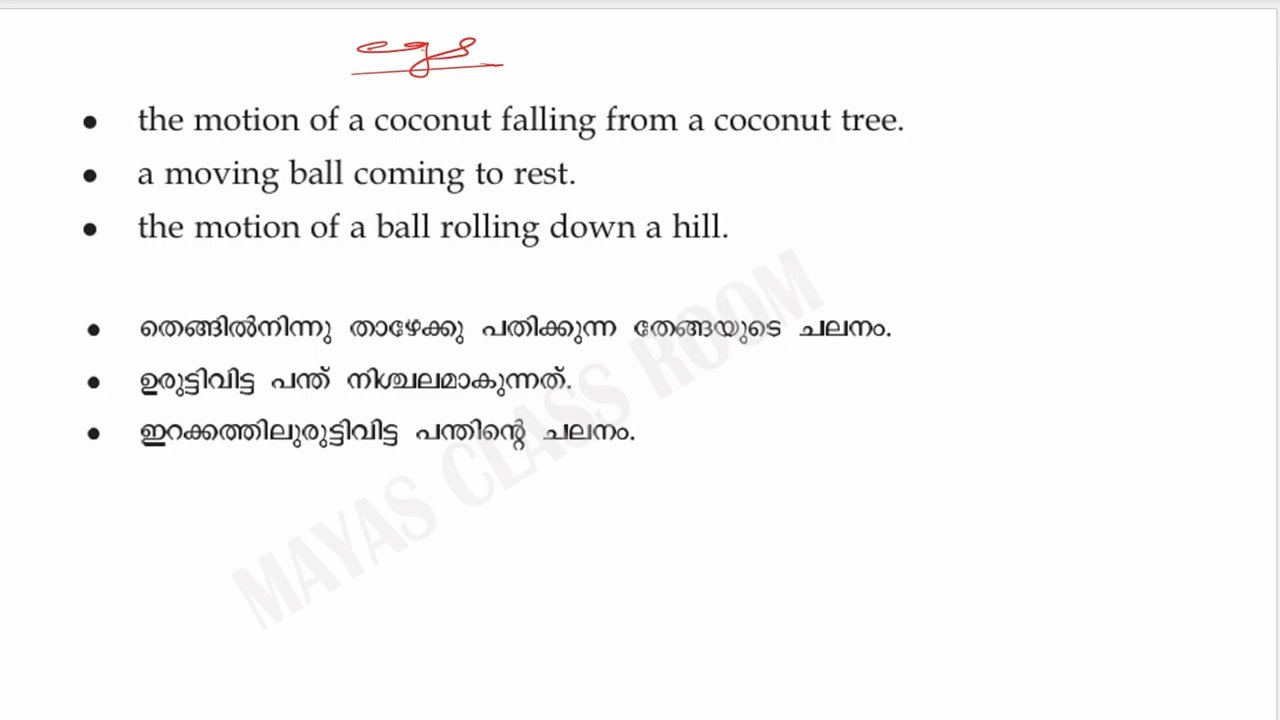 egs
• the motion of a coconut falling from a coconut tree.
• a moving ball coming to rest.
• the motion of a ball rolling down a hill.
• തെങ്ങിൽനിന്നു താഴേക്കു പതിക്കുന്ന തേങ്ങയുടെ ചലനം.
• ഉരുട്ടിവിട്ട പന്ത് നിശ്ചലമാകുന്നത്.
• ഇറക്കത്തിലുരുട്ടിവിട്ട പന്തിന്റെ ചലനം.
MAYAS CLASS ROOM